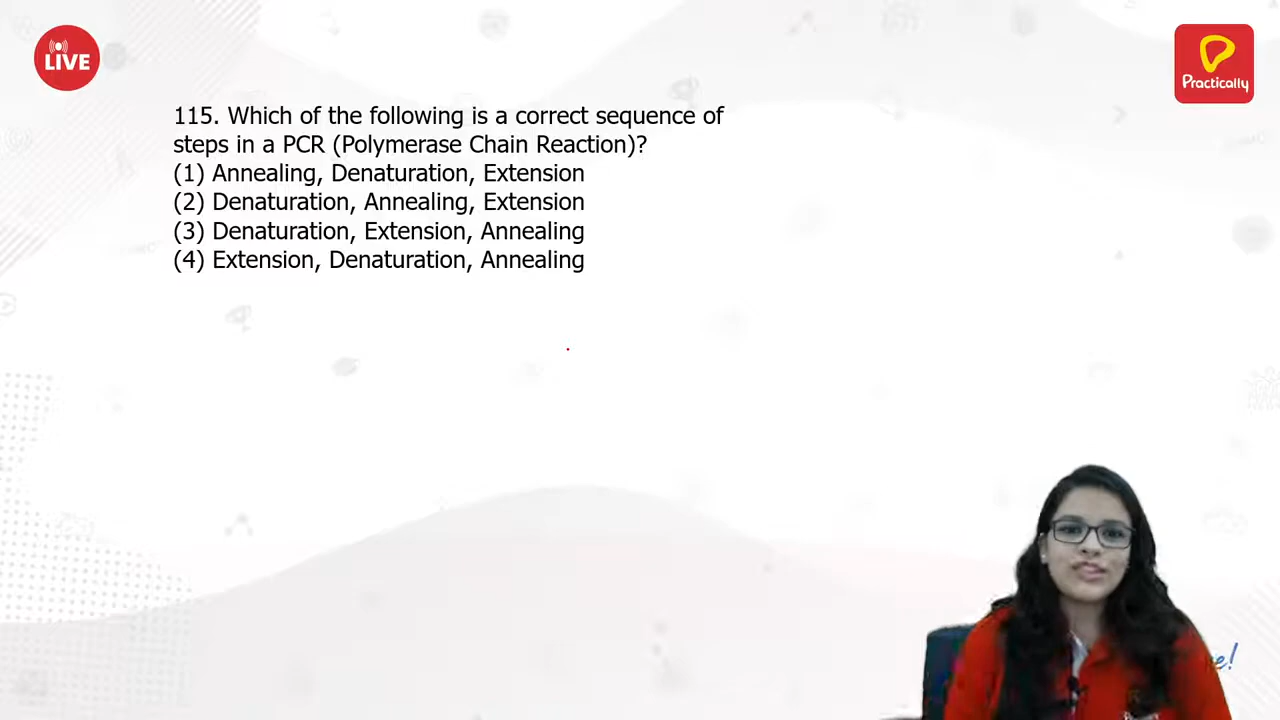 LIVE
Practically
115. Which of the following is a correct sequence of
steps in a PCR (Polymerase Chain Reaction)?
(1) Annealing, Denaturation, Extension
(2) Denaturation, Annealing, Extension
(3) Denaturation, Extension, Annealing
(4) Extension, Denaturation, Annealing